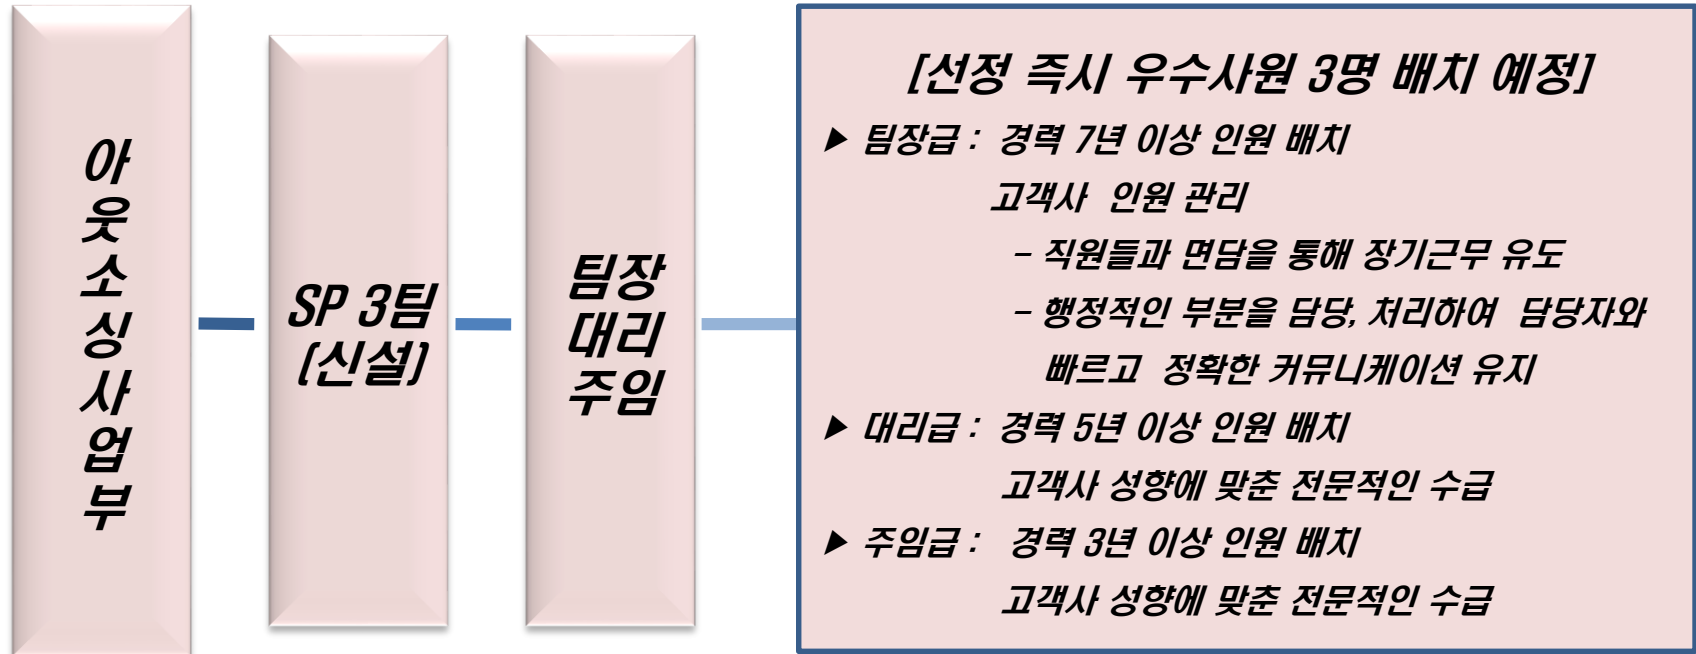 아웃소싱사업부
SP 3팀
(신설)
팀장
대리
주임
[선정 즉시 우수사원 3명 배치 예정]
▶ 팀장급 : 경력 7년 이상 인원 배치
고객사 인원 관리
- 직원들과 면담을 통해 장기근무 유도
- 행정적인 부분을 담당, 처리하여 담당자와
빠르고 정확한 커뮤니케이션 유지
▶ 대리급 : 경력 5년 이상 인원 배치
고객사 성향에 맞춘 전문적인 수급
▶ 주임급 : 경력 3년 이상 인원 배치
고객사 성향에 맞춘 전문적인 수급